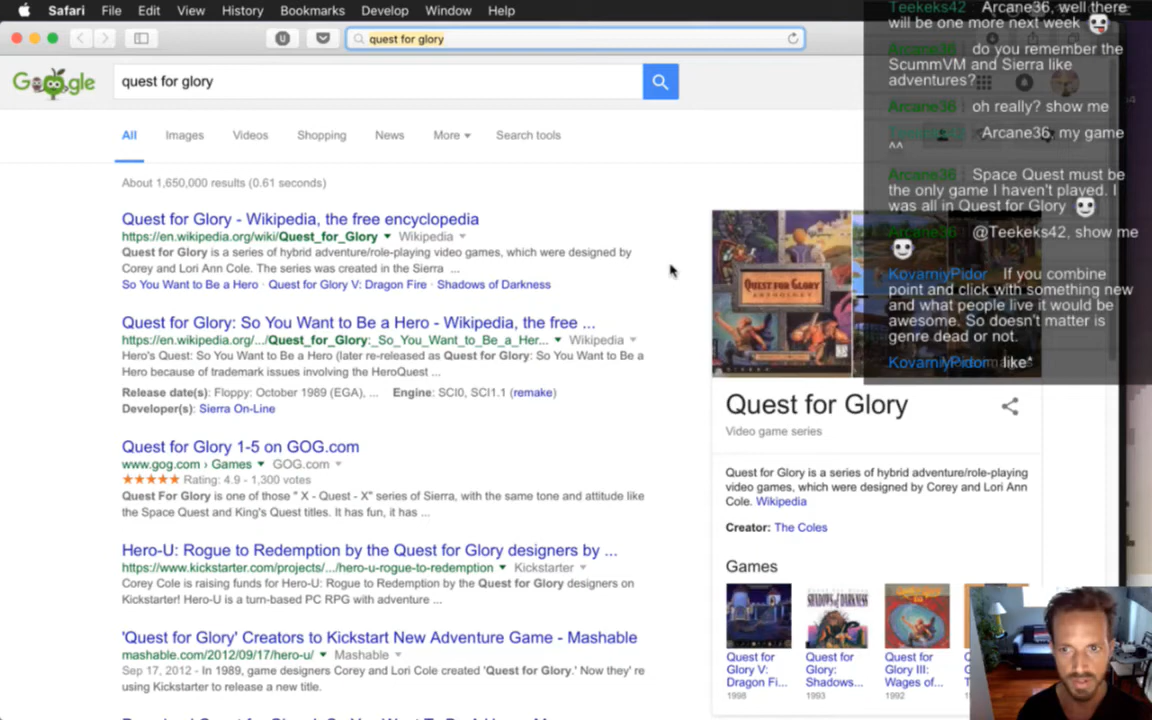 Safari File Edit View History Bookmarks Develop Window Help
quest for glory
Google
quest for glory
All Images Videos Shopping News More Search tools
About 1,650,000 results (0.61 seconds)
Quest for Glory - Wikipedia, the free encyclopedia
https://en.wikipedia.org/wiki/Quest_for_Glory Wikipedia
Quest for Glory is a series of hybrid adventure/role-playing video games, which were designed by
Corey and Lori Ann Cole. The series was created in the Sierra ...
So You Want to Be a Hero · Quest for Glory V: Dragon Fire · Shadows of Darkness
Quest for Glory: So You Want to Be a Hero - Wikipedia, the free ...
https://en.wikipedia.org/.../Quest_for_Glory:_So_You_Want_to_Be_a_Her... Wikipedia
Hero's Quest: So You Want to Be a Hero (later re-released as Quest for Glory: So You Want to Be a
Hero because of trademark issues involving the HeroQuest ...
Release date(s): Floppy: October 1989 (EGA), ... Engine: SCI0, SCI1.1 (remake)
Developer(s): Sierra On-Line
Quest for Glory 1-5 on GOG.com
www.gog.com › Games GOG.com
Rating: 4.9 - 1,300 votes
Quest For Glory is one of those " X - Quest - X" series of Sierra, with the same tone and attitude like
the Space Quest and King's Quest titles. It has fun, it has ...
Hero-U: Rogue to Redemption by the Quest for Glory designers by ...
https://www.kickstarter.com/projects/.../hero-u-rogue-to-redemption Kickstarter
Corey Cole is raising funds for Hero-U: Rogue to Redemption by the Quest for Glory designers on
Kickstarter! Hero-U is a turn-based PC RPG with adventure ...
'Quest for Glory' Creators to Kickstart New Adventure Game - Mashable
mashable.com/2012/09/17/hero-u/ Mashable
Sep 17, 2012 - In 1989, game designers Corey and Lori Cole created 'Quest for Glory.' Now they're
using Kickstarter to release a new title.
Teekeks42 Arcane36, well there
will be one more next week
Arcane36 do you remember the
ScummVM and Sierra like
adventures?
Arcane36 oh really? show me
Teekeks42 Arcane36, my game
^^
Arcane36 Space Quest must be
the only game I haven't played. I
was all in Quest for Glory
Arcane36 @Teekeks42, show me
KovarniyPidor If you combine
point and click with something new
and what people live it would be
awesome. So doesn't matter is
genre dead or not.
KovarniyPidor like*
QUEST FOR GLORY
ANTHOLOGY
Quest for Glory
Video game series
Quest for Glory is a series of hybrid adventure/role-playing
video games, which were designed by Corey and Lori Ann
Cole. Wikipedia
Creator: The Coles
Games
SHADOWS OF
DARKNESS
Quest for Glory V: Dragon Fi... 1998
Quest for Glory: Shadows... 1993
Quest for Glory III: Wages of... 1992